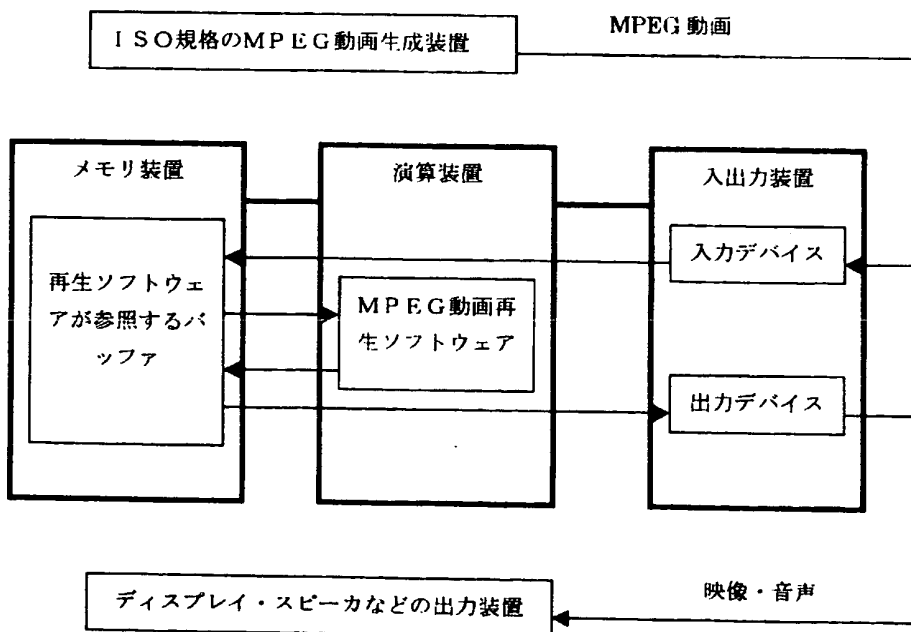 ISO規格のMPEG動画生成装置
MPEG 動画
メモリ装置
演算装置
入出力装置
入力デバイス
再生ソフトウェ
アが参照するバ
ッファ
MPEG動画再
生ソフトウェア
出力デバイス
ディスプレイ・スピーカなどの出力装置
映像・音声